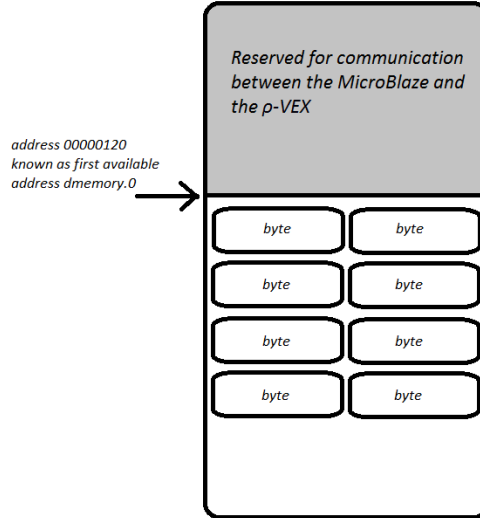 Reserved for communication
between the MicroBlaze and
the ρ-VEX
address 00000120
known as first available
address dmemory.0
byte byte
byte byte
byte byte
byte byte